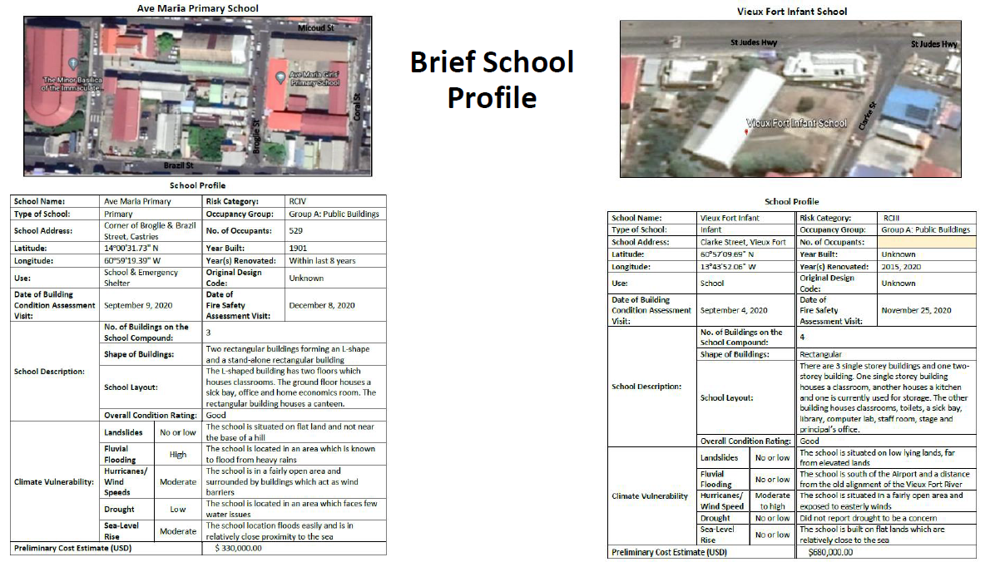 Ave Maria Primary School
Micoud St
The Minor Basilica
of the Immaculate...
Ave Maria Girls'
Primary School
Coral St
Broglie St
Brazil St
Brief School
Profile
Vieux Fort Infant School
St Judes Hwy
St Judes Hwy
Vieux Fort Infant School
Clarke St
School Profile
School Name: Ave Maria Primary Risk Category: RCIV
Type of School: Primary Occupancy Group: Group A: Public Buildings
School Address: Corner of Broglie & Brazil
Street, Castries No. of Occupants: 529
Latitude: 14°00'31.73" N Year Built: 1901
Longitude: 60°59'19.39" W Year(s) Renovated: Within last 8 years
Use: School & Emergency
Shelter Original Design
Code: Unknown
Date of Building
Condition Assessment
Visit: September 9, 2020 Date of
Fire Safety
Assessment Visit: December 8, 2020
School Description: No. of Buildings on the
School Compound: 3
Shape of Buildings: Two rectangular buildings forming an L-shape
and a stand-alone rectangular building
School Layout: The L-shaped building has two floors which
houses classrooms. The ground floor houses a
sick bay, office and home economics room. The
rectangular building houses a canteen.
Overall Condition Rating: Good
Climate Vulnerability: Landslides No or low The school is situated on flat land and not near
the base of a hill
Fluvial
Flooding High The school is located in an area which is known
to flood from heavy rains
Hurricanes/
Wind
Speeds Moderate The school is in a fairly open area and
surrounded by buildings which act as wind
barriers
Drought Low The school is located in an area which faces few
water issues
Sea-Level
Rise Moderate The school location floods easily and is in
relatively close proximity to the sea
Preliminary Cost Estimate (USD) $ 330,000.00
School Profile
School Name: Vieux Fort Infant Risk Category: RCIII
Type of School: Infant Occupancy Group: Group A: Public Buildings
School Address: Clarke Street, Vieux Fort No. of Occupants:
Latitude: 60°57'09.69" N Year Built: Unknown
Longitude: 13°43'52.06" W Year(s) Renovated: 2015, 2020
Use: School Original Design
Code: Unknown
Date of Building
Condition Assessment
Visit: September 4, 2020 Date of
Fire Safety
Assessment Visit: November 25, 2020
School Description: No. of Buildings on the
School Compound: 4
Shape of Buildings: Rectangular
School Layout: There are 3 single storey buildings and one two-
storey building. One single storey building
houses a classroom, another houses a kitchen
and one is currently used for storage. The other
building houses classrooms, toilets, a sick bay,
library, computer lab, staff room, stage and
principal's office.
Overall Condition Rating: Good
Climate Vulnerability Landslides No or low The school is situated on low lying lands, far
from elevated lands
Fluvial
Flooding No or low The school is south of the Airport and a distance
from the old alignment of the Vieux Fort River
Hurricanes/
Wind Speed Moderate
to high The school is situated in a fairly open area and
exposed to easterly winds
Drought No or low Did not report drought to be a concern
Sea-Level
Rise No or low The school is built on flat lands which are
relatively close to the sea
Preliminary Cost Estimate (USD) $680,000.00